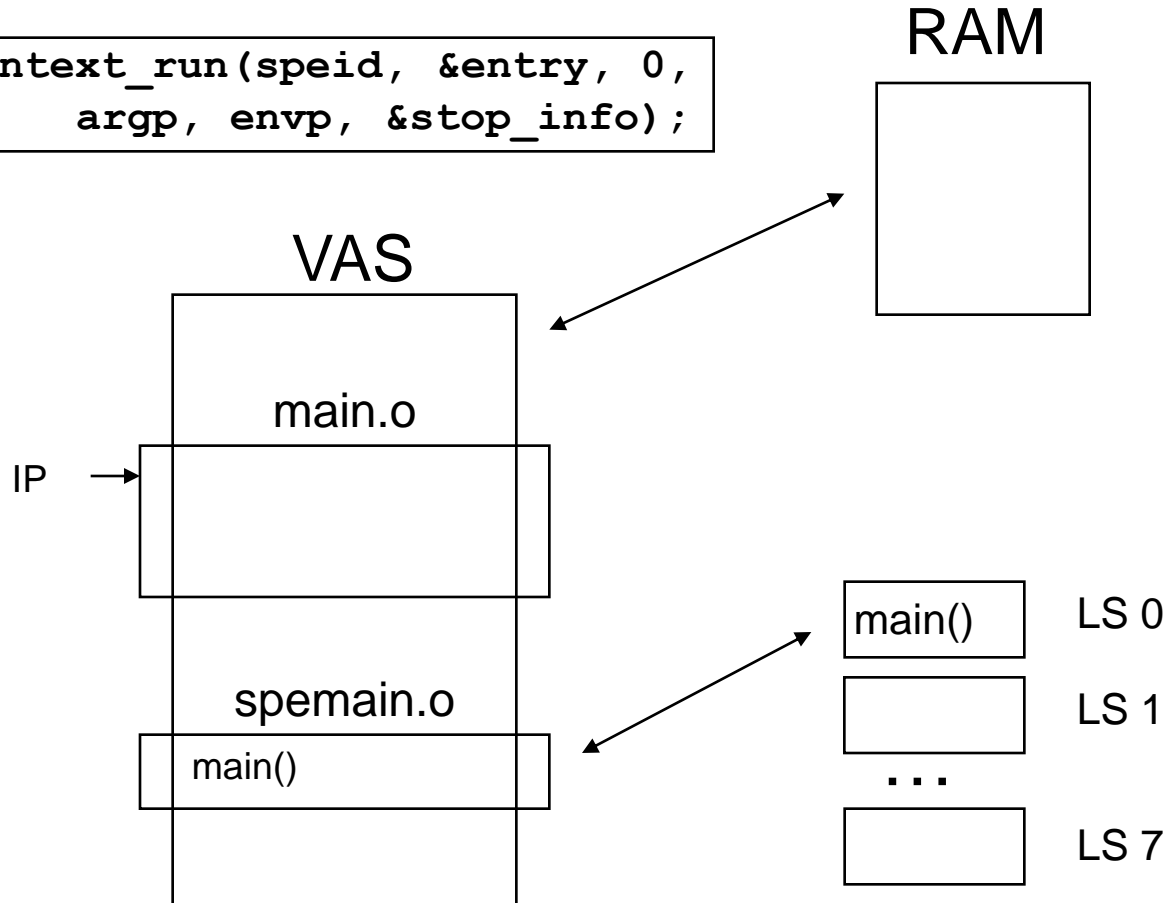 ntext_run(speid, &entry, 0,
argp, envp, &stop_info);
RAM
VAS
main.o
IP
main()
LS 0
spemain.o
LS 1
main()
...
LS 7